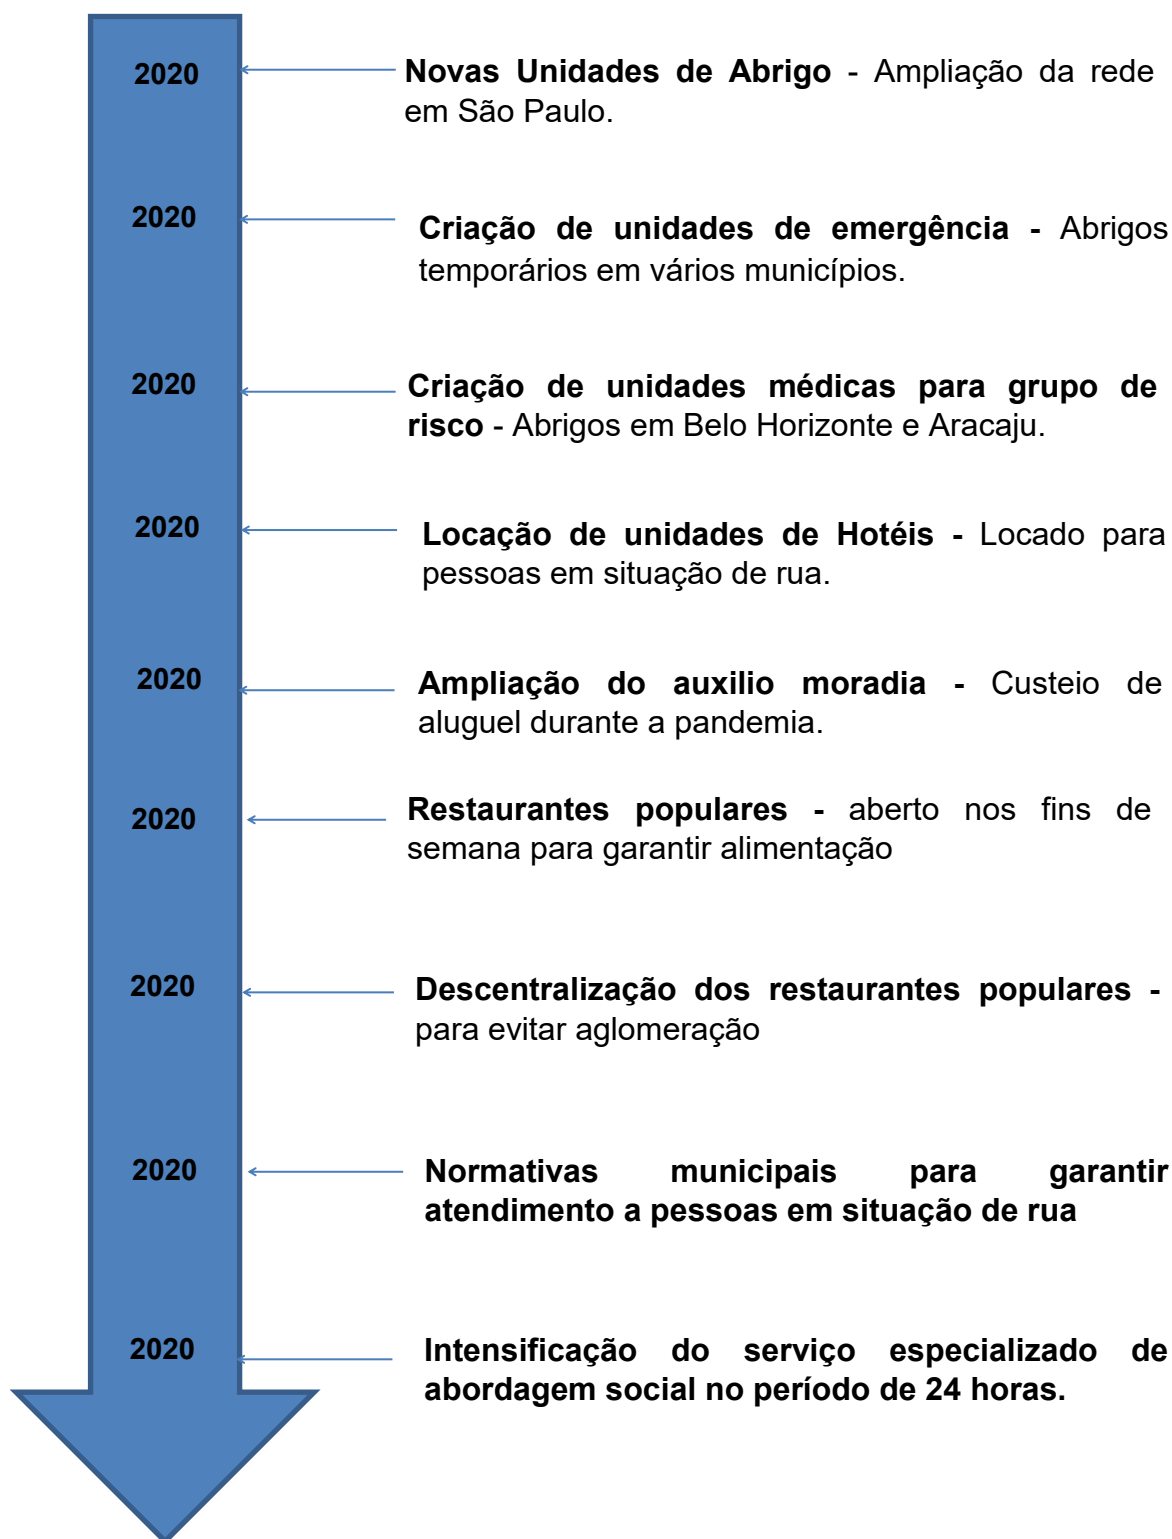 2020
Novas Unidades de Abrigo - Ampliação da rede
em São Paulo.
2020
Criação de unidades de emergência - Abrigos
temporários em vários municípios.
2020
Criação de unidades médicas para grupo de
risco - Abrigos em Belo Horizonte e Aracaju.
2020
Locação de unidades de Hotéis - Locado para
pessoas em situação de rua.
2020
Ampliação do auxilio moradia - Custeio de
aluguel durante a pandemia.
2020
Restaurantes populares - aberto nos fins de
semana para garantir alimentação
2020
Descentralização dos restaurantes populares -
para evitar aglomeração
2020
Normativas municipais para garantir
atendimento a pessoas em situação de rua
2020
Intensificação do serviço especializado de
abordagem social no período de 24 horas.